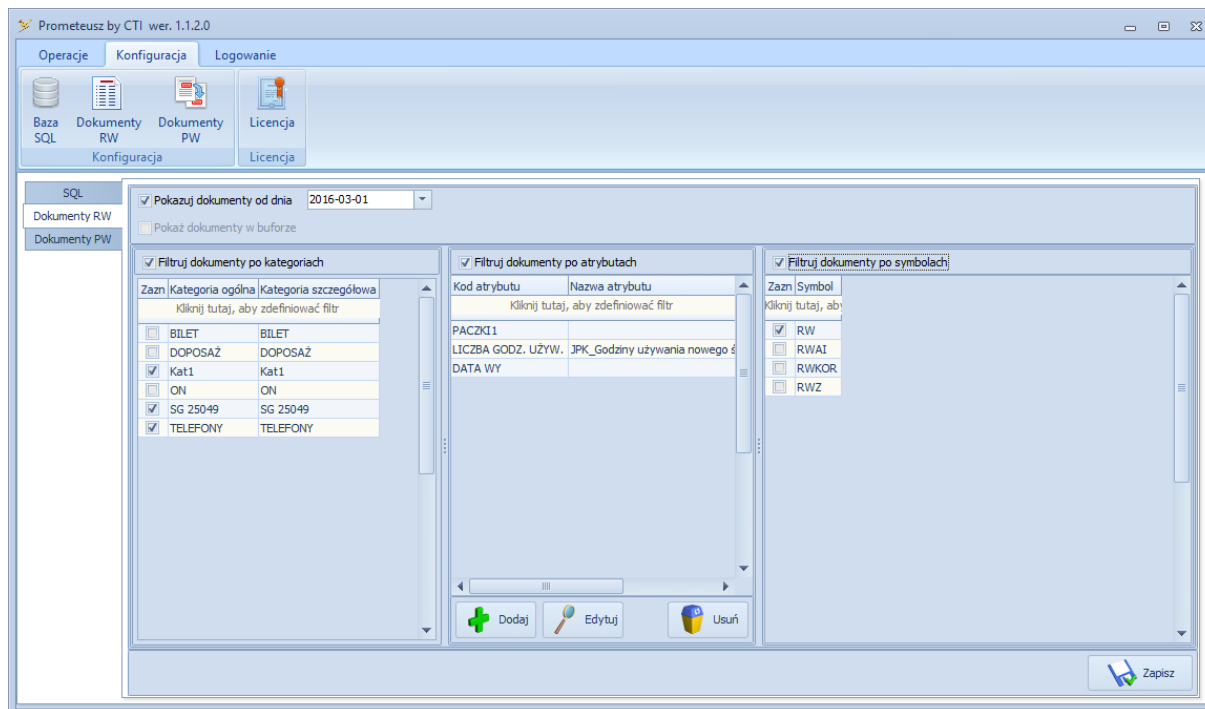 Prometeusz by CTI wer. 1.1.2.0
Operacje Konfiguracja Logowanie
Baza SQL
Dokumenty RW
Dokumenty PW
Licencja
Konfiguracja
Licencja
SQL
Dokumenty RW
Dokumenty PW
Pokazuj dokumenty od dnia 2016-03-01
Pokaż dokumenty w buforze
Filtruj dokumenty po kategoriach
Zazn Kategoria ogólna Kategoria szczegółowa
Kliknij tutaj, aby zdefiniować filtr
BILET BILET
DOPOSAŻ DOPOSAŻ
Kat1 Kat1
ON ON
SG 25049 SG 25049
TELEFONY TELEFONY
Filtruj dokumenty po atrybutach
Kod atrybutu Nazwa atrybutu
Kliknij tutaj, aby zdefiniować filtr
PACZKI1
LICZBA GODZ. UŻYW. JPK_Godziny używania nowego ś
DATA WY
Dodaj Edytuj Usuń
Filtruj dokumenty po symbolach
Zazn Symbol
Kliknij tutaj, aby
RW
RWAI
RWKOR
RWZ
Zapisz